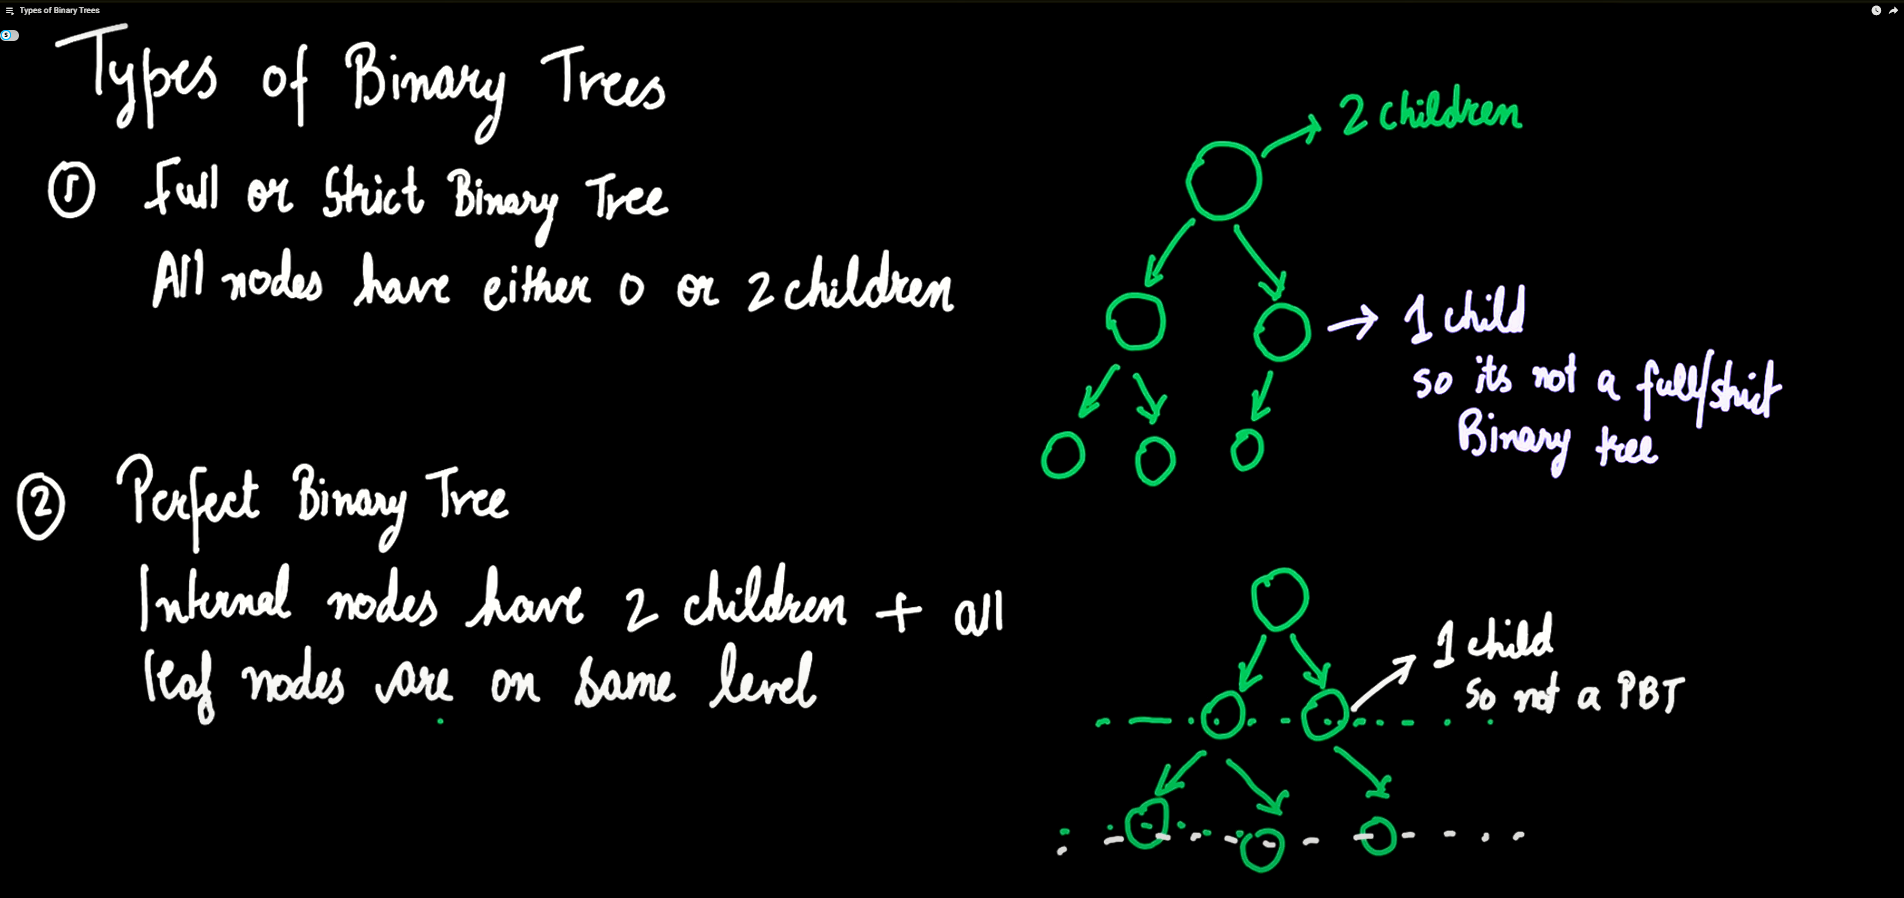 Types of Binary Trees
Types of Binary Trees
① Full or Strict Binary Tree
All nodes have either 0 or 2 children
2 children
1 child
so its not a full/strict
Binary tree
② Perfect Binary Tree
Internal nodes have 2 children + all
leaf nodes are on same level
1 child
So not a PBT